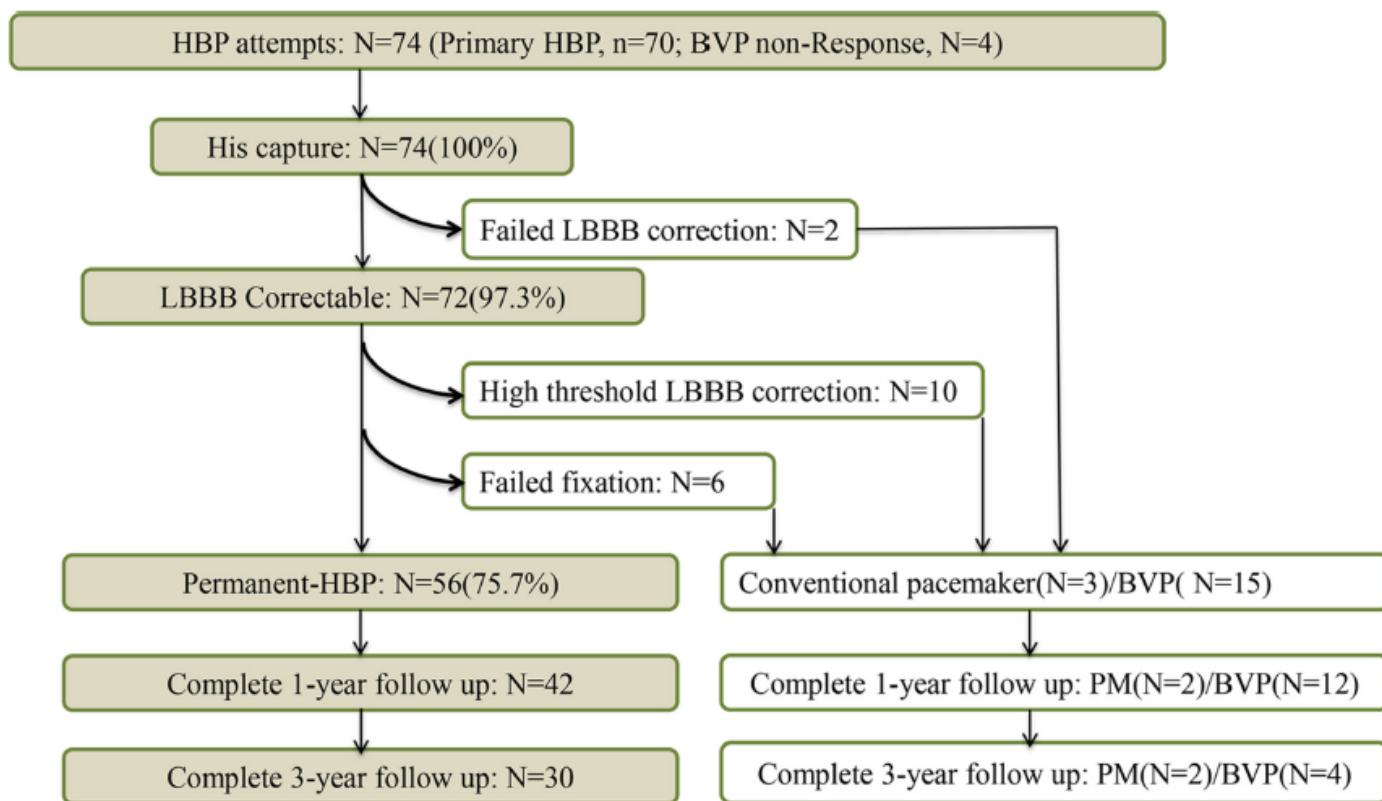 HBP attempts: N=74 (Primary HBP, n=70; BVP non-Response, N=4)
His capture: N=74(100%)
Failed LBBB correction: N=2
LBBB Correctable: N=72(97.3%)
High threshold LBBB correction: N=10
Failed fixation: N=6
Permanent-HBP: N=56(75.7%)
Conventional pacemaker(N=3)/BVP( N=15)
Complete 1-year follow up: N=42
Complete 1-year follow up: PM(N=2)/BVP(N=12)
Complete 3-year follow up: N=30
Complete 3-year follow up: PM(N=2)/BVP(N=4)